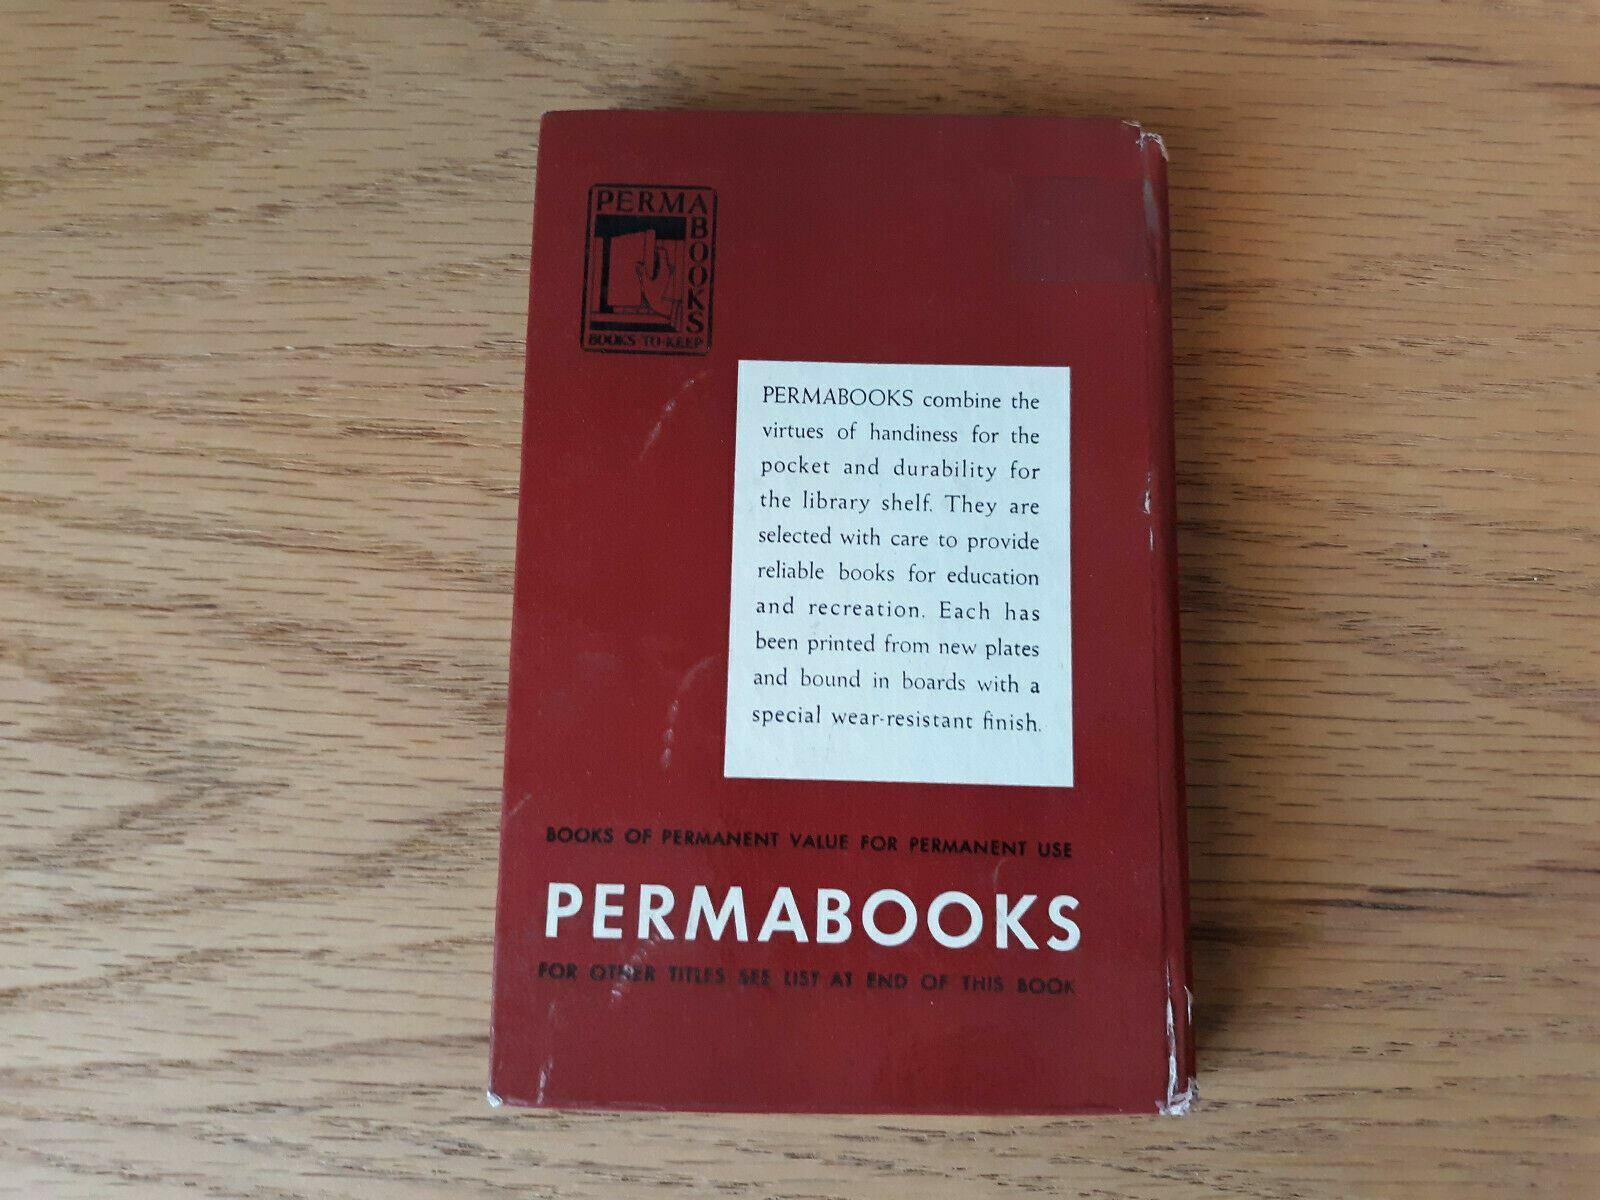 PERMABOOKS
BOOKS TO KEEP
PERMABOOKS combine the
virtues of handiness for the
pocket and durability for
the library shelf. They are
selected with care to provide
reliable books for education
and recreation. Each has
been printed from new plates
and bound in boards with a
special wear-resistant finish.
BOOKS OF PERMANENT VALUE FOR PERMANENT USE
PERMABOOKS
FOR OTHER TITLES SEE LIST AT END OF THIS BOOK